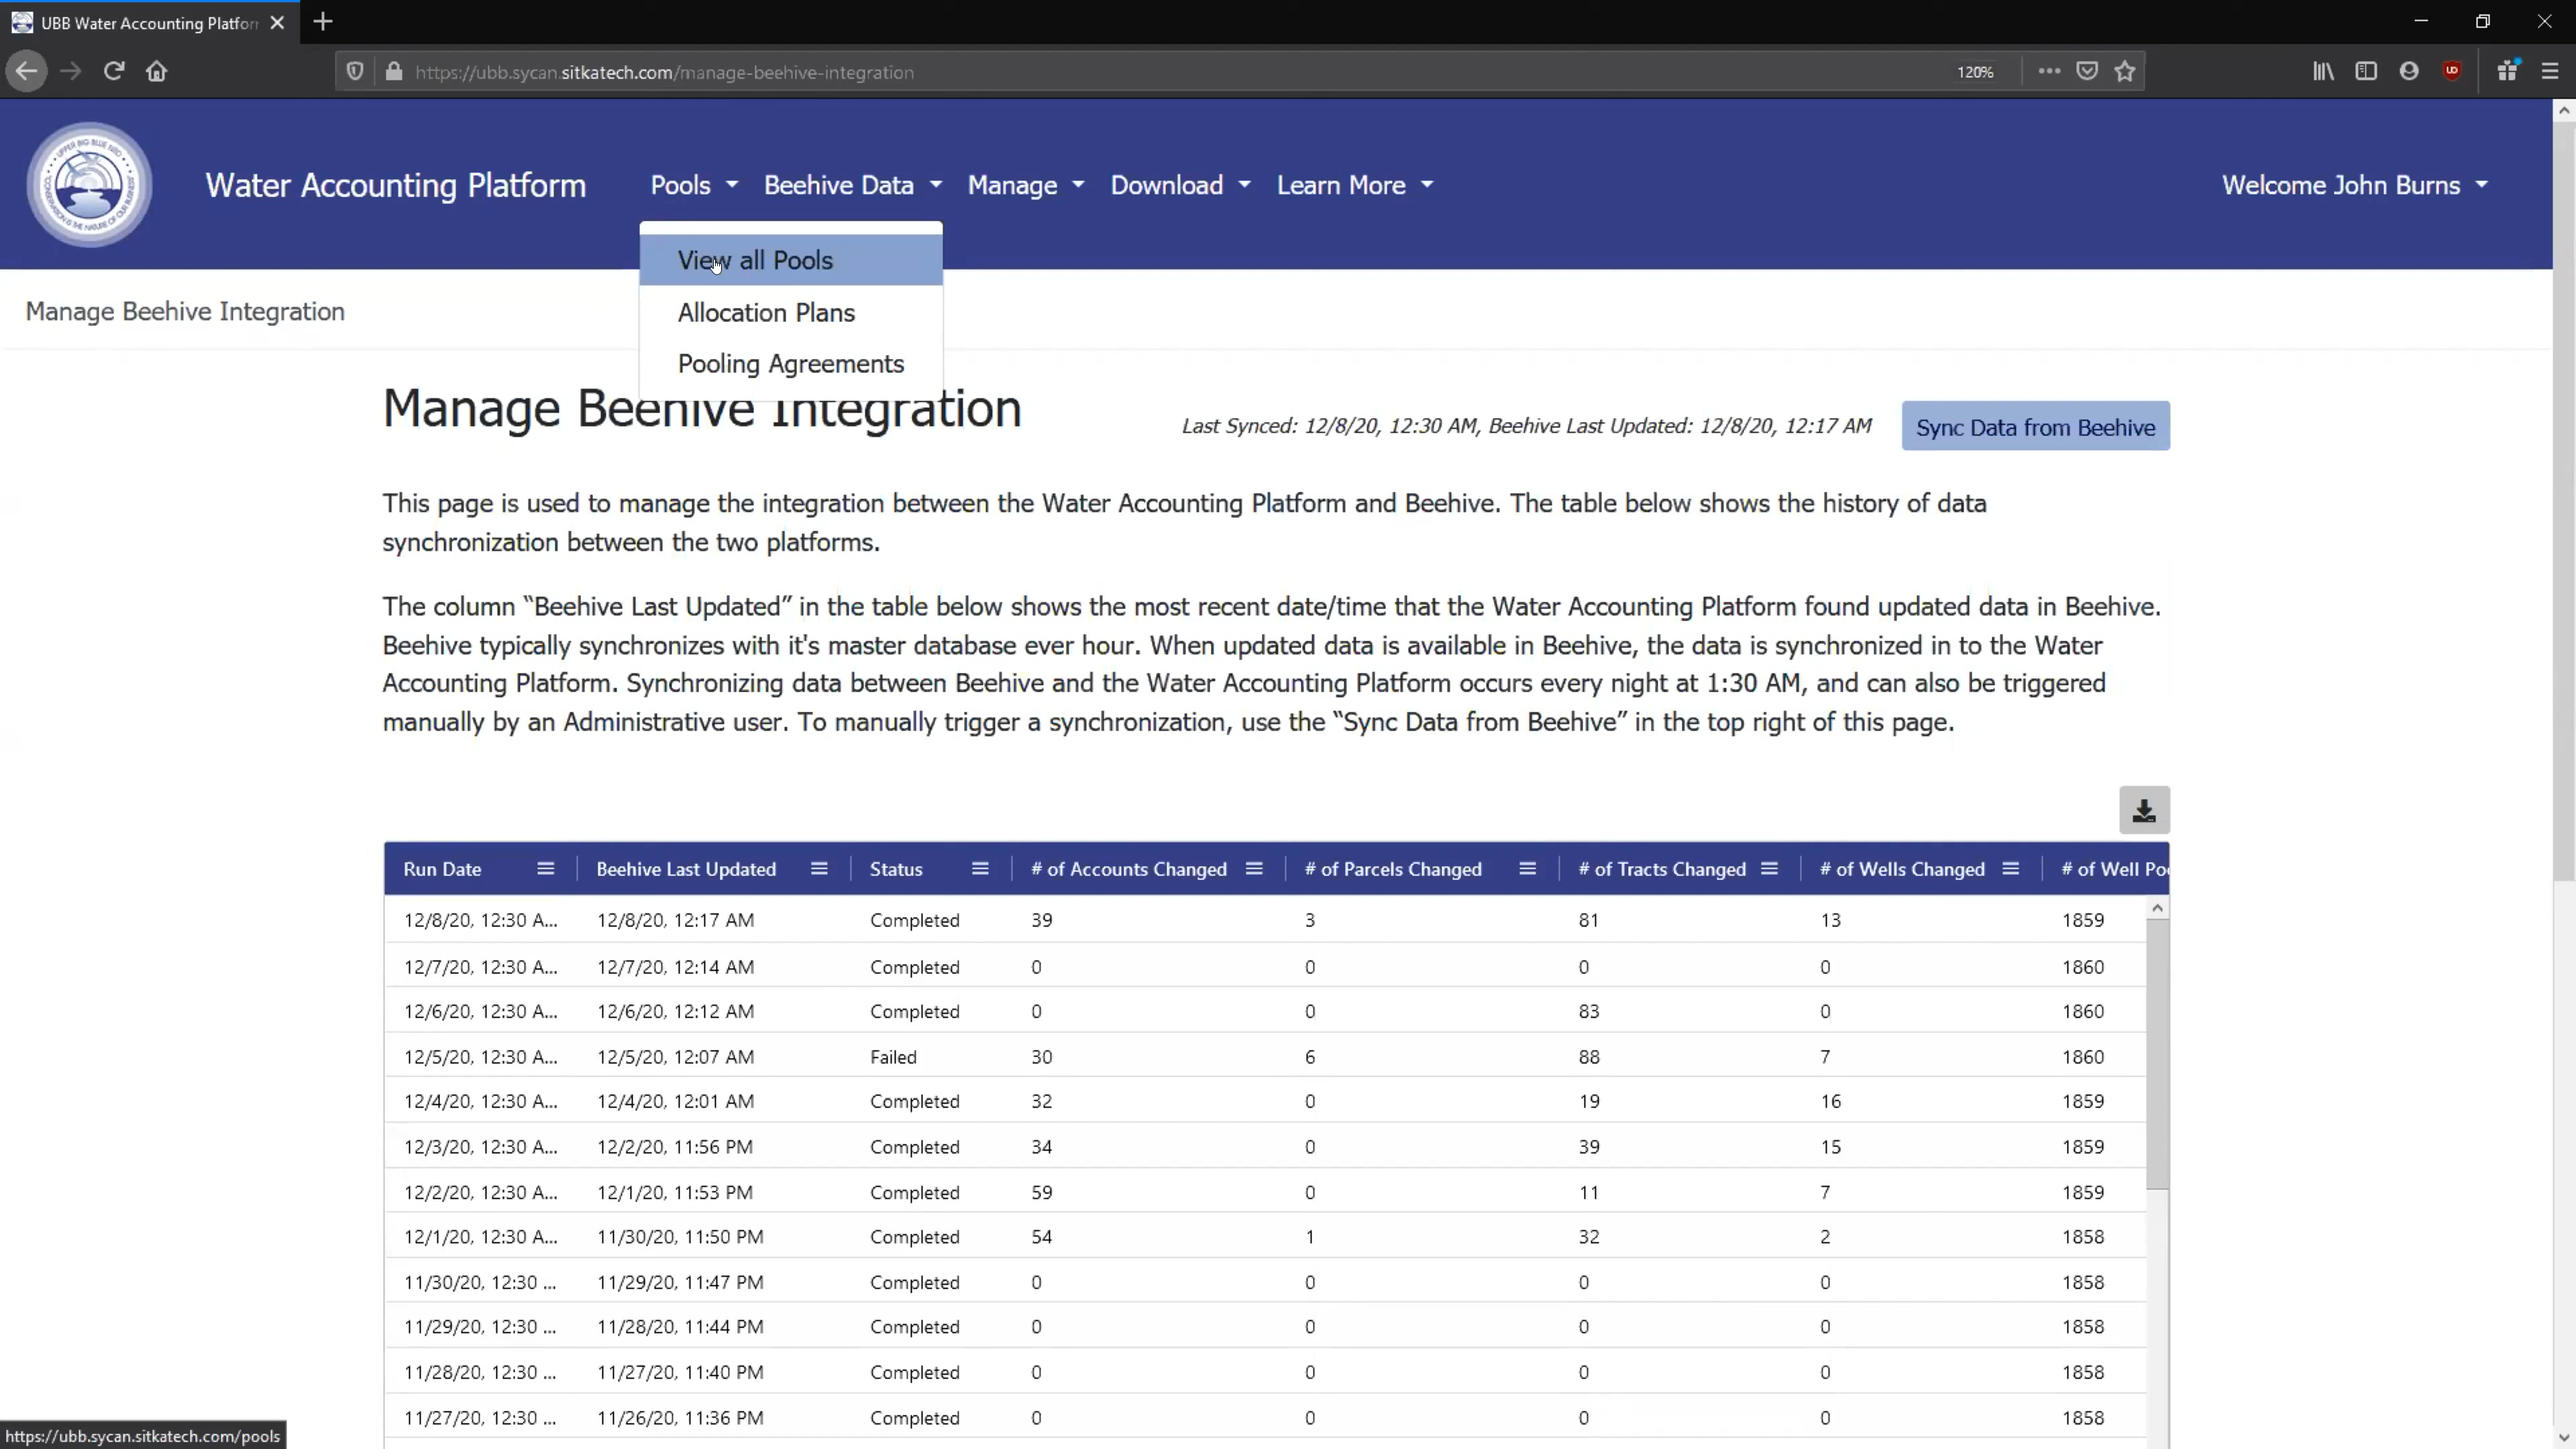 UBB Water Accounting Platfor
https://ubb.sycan.sitkatech.com/manage-beehive-integration
120%
UPPER BIG BLUE NRD
CONSERVATION IS THE NATURE OF OUR BUSINESS
Water Accounting Platform
Pools
Beehive Data
Manage
Download
Learn More
Welcome John Burns
View all Pools
Allocation Plans
Pooling Agreements
Manage Beehive Integration
Manage Beehive Integration
Last Synced: 12/8/20, 12:30 AM, Beehive Last Updated: 12/8/20, 12:17 AM
Sync Data from Beehive
This page is used to manage the integration between the Water Accounting Platform and Beehive. The table below shows the history of data
synchronization between the two platforms.
The column “Beehive Last Updated” in the table below shows the most recent date/time that the Water Accounting Platform found updated data in Beehive.
Beehive typically synchronizes with it's master database ever hour. When updated data is available in Beehive, the data is synchronized in to the Water
Accounting Platform. Synchronizing data between Beehive and the Water Accounting Platform occurs every night at 1:30 AM, and can also be triggered
manually by an Administrative user. To manually trigger a synchronization, use the “Sync Data from Beehive” in the top right of this page.
Run Date Beehive Last Updated Status # of Accounts Changed # of Parcels Changed # of Tracts Changed # of Wells Changed # of Well Poo
12/8/20, 12:30 A... 12/8/20, 12:17 AM Completed 39 3 81 13 1859
12/7/20, 12:30 A... 12/7/20, 12:14 AM Completed 0 0 0 0 1860
12/6/20, 12:30 A... 12/6/20, 12:12 AM Completed 0 0 83 0 1860
12/5/20, 12:30 A... 12/5/20, 12:07 AM Failed 30 6 88 7 1860
12/4/20, 12:30 A... 12/4/20, 12:01 AM Completed 32 0 19 16 1859
12/3/20, 12:30 A... 12/2/20, 11:56 PM Completed 34 0 39 15 1859
12/2/20, 12:30 A... 12/1/20, 11:53 PM Completed 59 0 11 7 1859
12/1/20, 12:30 A... 11/30/20, 11:50 PM Completed 54 1 32 2 1858
11/30/20, 12:30 ... 11/29/20, 11:47 PM Completed 0 0 0 0 1858
11/29/20, 12:30 ... 11/28/20, 11:44 PM Completed 0 0 0 0 1858
11/28/20, 12:30 ... 11/27/20, 11:40 PM Completed 0 0 0 0 1858
11/27/20, 12:30 ... 11/26/20, 11:36 PM Completed 0 0 0 0 1858
https://ubb.sycan.sitkatech.com/pools